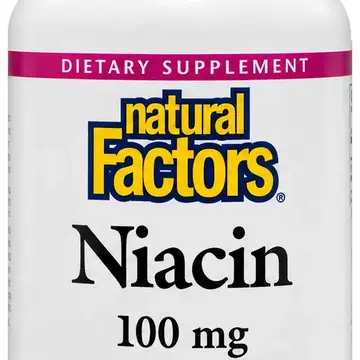 DIETARY SUPPLEMENT
natural
Factors®
Niacin
100 mg